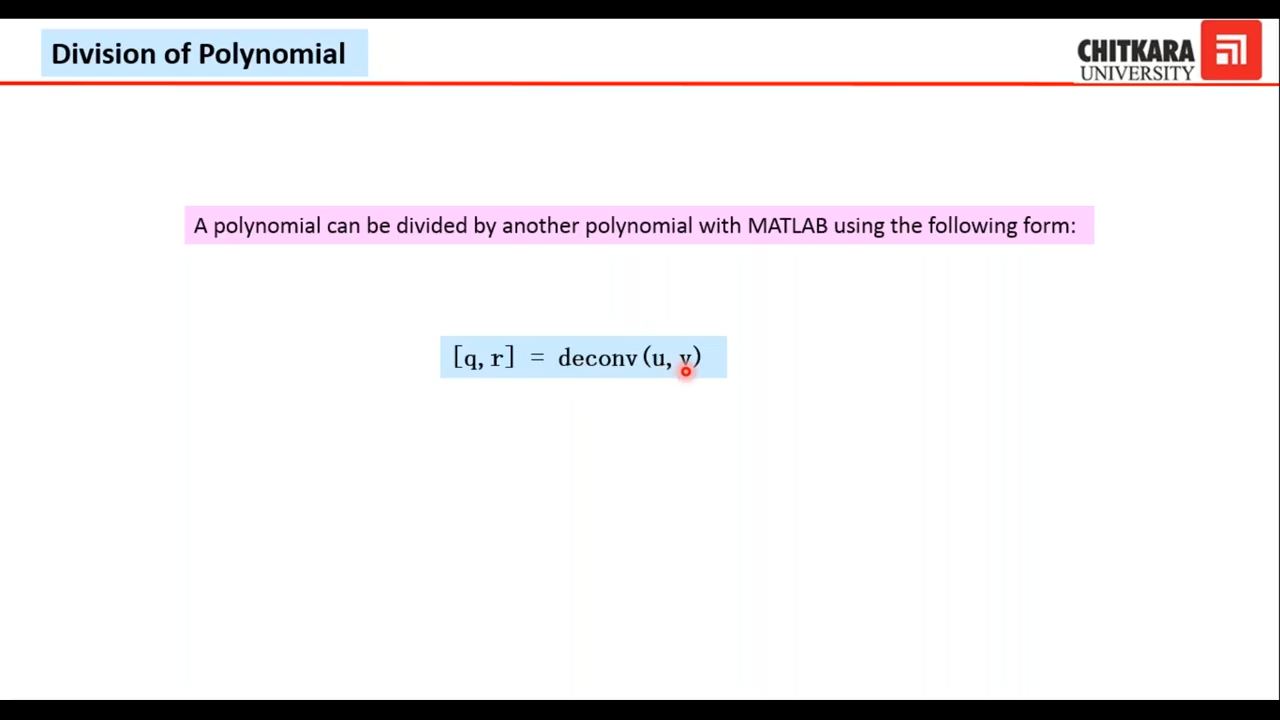 Division of Polynomial
CHITKARA
UNIVERSITY
A polynomial can be divided by another polynomial with MATLAB using the following form:
[q, r] = deconv(u, v)